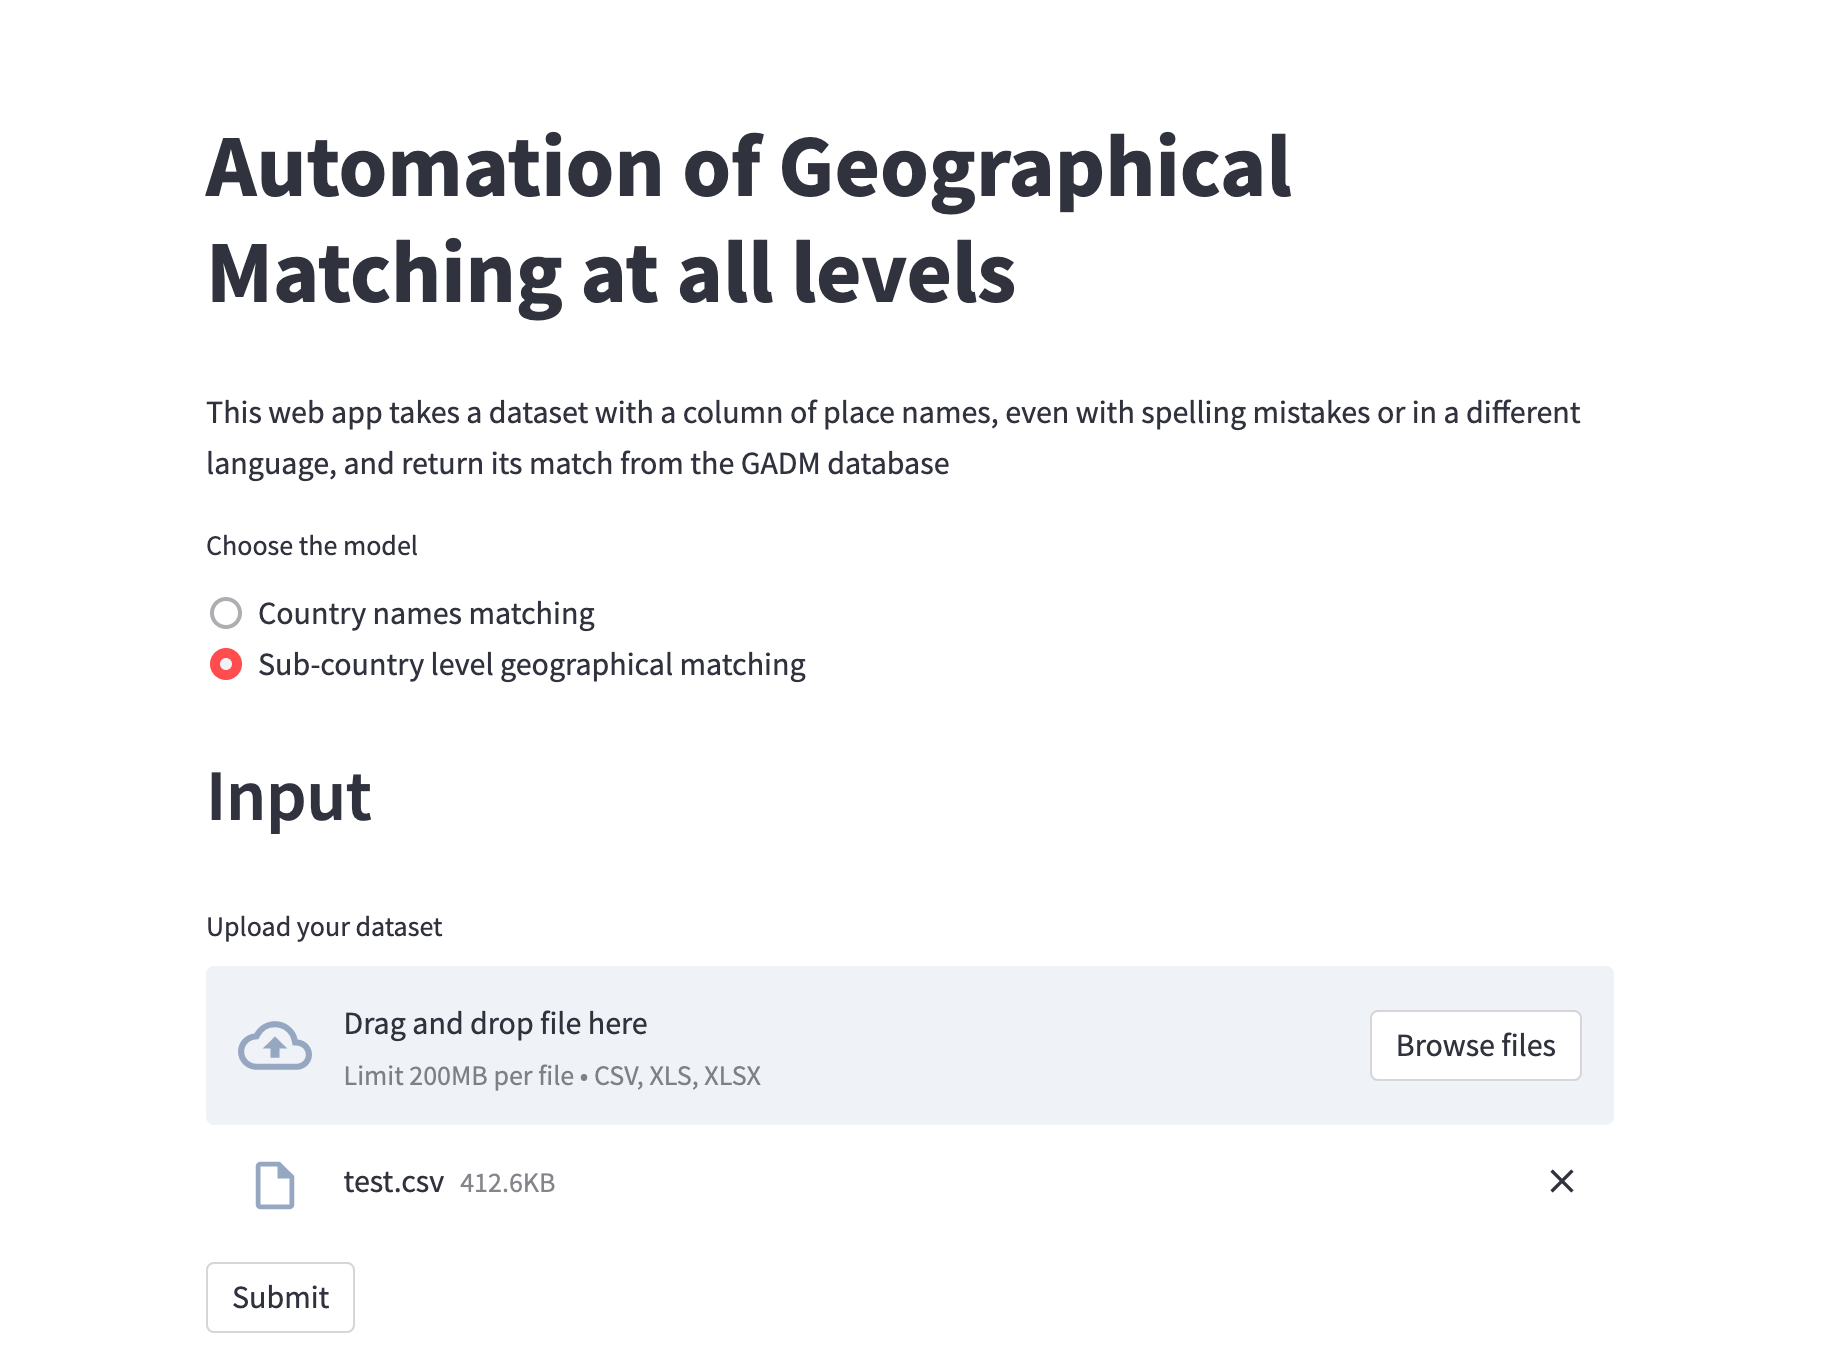 Automation of Geographical
Matching at all levels
This web app takes a dataset with a column of place names, even with spelling mistakes or in a different
language, and return its match from the GADM database
Choose the model
Country names matching
Sub-country level geographical matching
Input
Upload your dataset
Drag and drop file here
Limit 200MB per file • CSV, XLS, XLSX
Browse files
test.csv 412.6KB
Submit